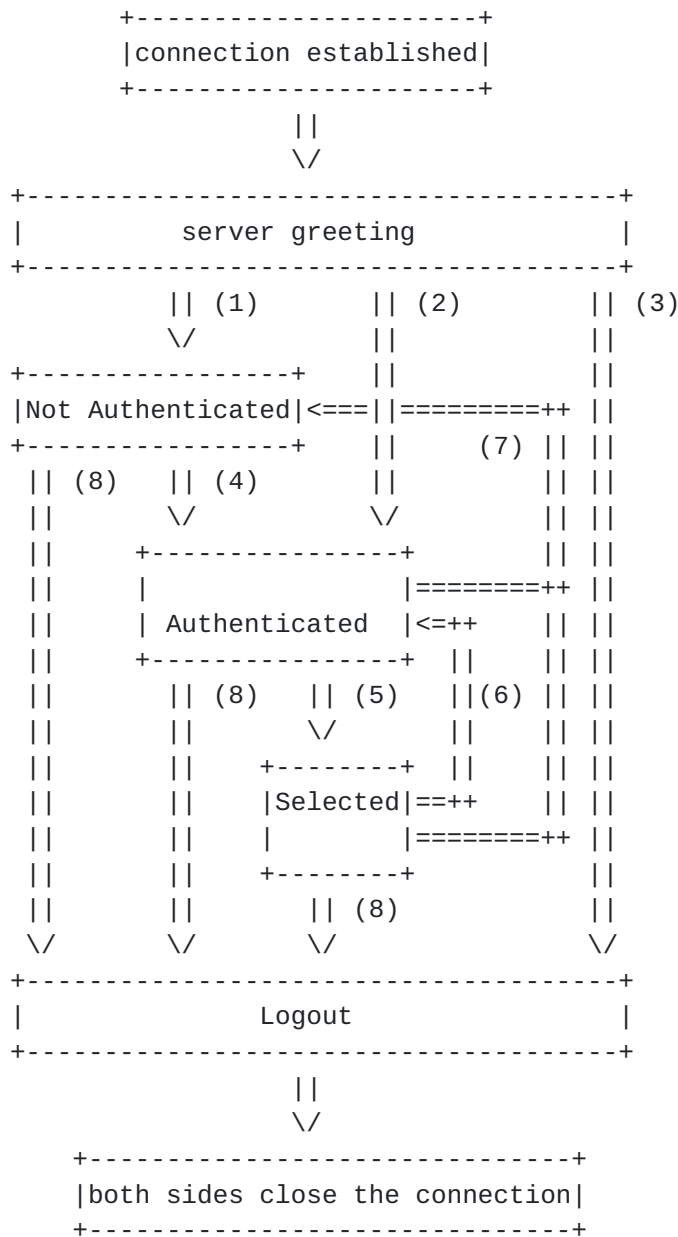 +----------------------+
                   |connection established|
                   +----------------------+
                              ||
                              \/
            +--------------------------------------+
            |          server greeting             |
            +--------------------------------------+
                      || (1)       || (2)        || (3)
                      \/           ||            ||
            +-----------------+    ||            ||
            |Not Authenticated|<===||=========++ ||
            +-----------------+    ||     (7) || ||
             || (8)   || (4)       ||         || ||
             ||       \/           \/         || ||
             ||     +----------------+        || ||
             ||     |                |========++ ||
             ||     | Authenticated  |<=++    || ||
             ||     +----------------+  ||    || ||
             ||       || (8)   || (5)   ||(6) || ||
             ||       ||       \/       ||    || ||
             ||       ||    +--------+  ||    || ||
             ||       ||    |Selected|==++    || ||
             ||       ||    |        |========++ ||
             ||       ||    +--------+           ||
             ||       ||       || (8)            ||
             \/       \/       \/                \/
            +--------------------------------------+
            |               Logout                 |
            +--------------------------------------+
                              ||
                              \/
                +-------------------------------+
                |both sides close the connection|
                +-------------------------------+